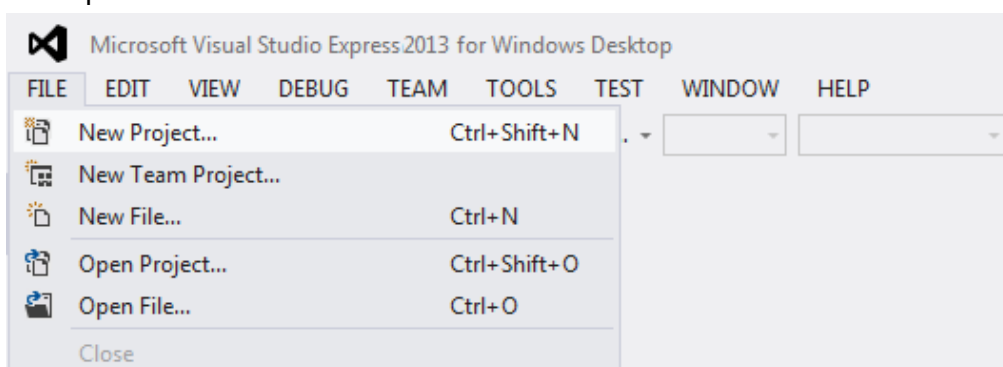 Microsoft Visual Studio Express 2013 for Windows Desktop
FILE EDIT VIEW DEBUG TEAM TOOLS TEST WINDOW HELP
New Project... Ctrl+Shift+N
New Team Project...
New File... Ctrl+N
Open Project... Ctrl+Shift+O
Open File... Ctrl+O
Close